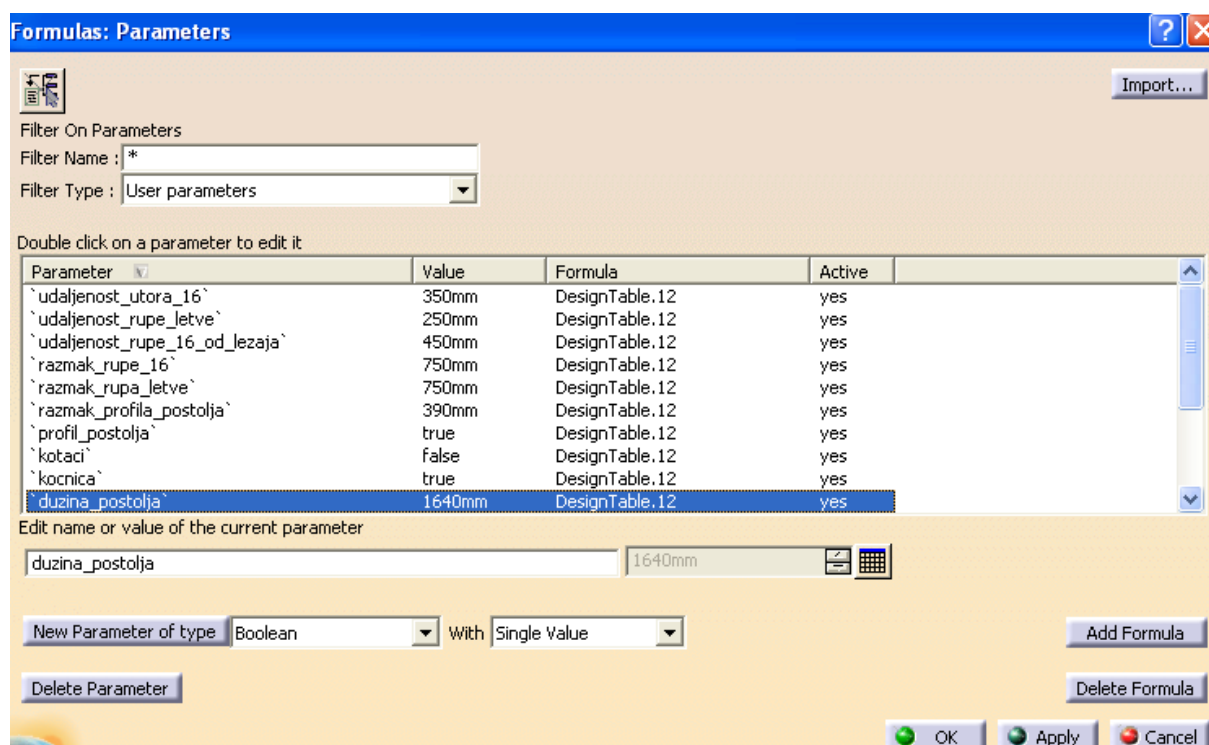 Formulas: Parameters
Import...
Filter On Parameters
Filter Name : *
Filter Type : User parameters
Double click on a parameter to edit it
Parameter Value Formula Active
`udaljenost_utora_16` 350mm DesignTable.12 yes
`udaljenost_rupe_letve` 250mm DesignTable.12 yes
`udaljenost_rupe_16_od_lezaja` 450mm DesignTable.12 yes
`razmak_rupe_16` 750mm DesignTable.12 yes
`razmak_rupa_letve` 750mm DesignTable.12 yes
`razmak_profila_postolja` 390mm DesignTable.12 yes
`profil_postolja` true DesignTable.12 yes
`kotaci` false DesignTable.12 yes
`kocnica` true DesignTable.12 yes
`duzina_postolja` 1640mm DesignTable.12 yes
Edit name or value of the current parameter
duzina_postolja 1640mm
New Parameter of type Boolean With Single Value Add Formula
Delete Parameter Delete Formula
OK Apply Cancel